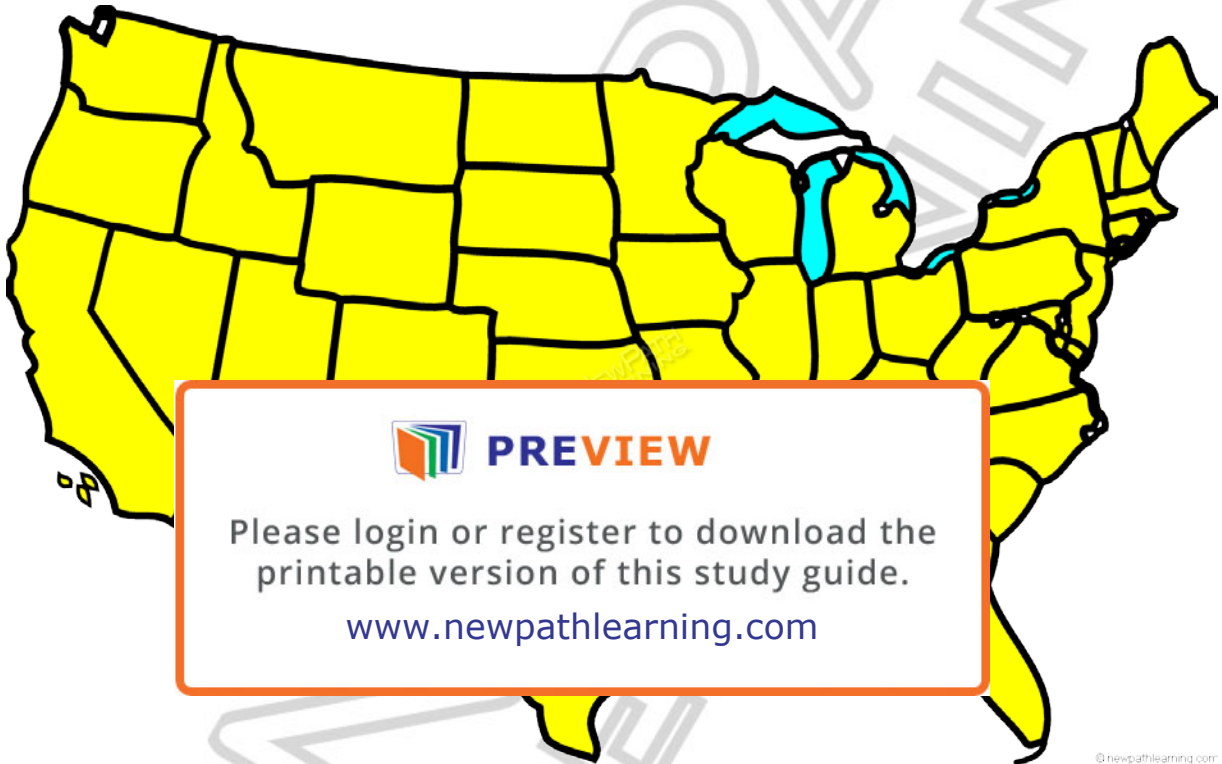 PREVIEW
Please login or register to download the
printable version of this study guide.
www.newpathlearning.com
© newpathlearning.com